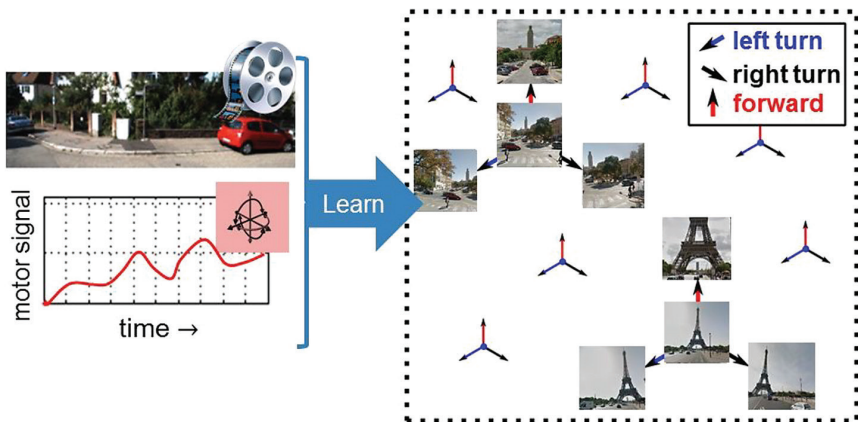 motor signal
time →
Learn
left turn
right turn
forward